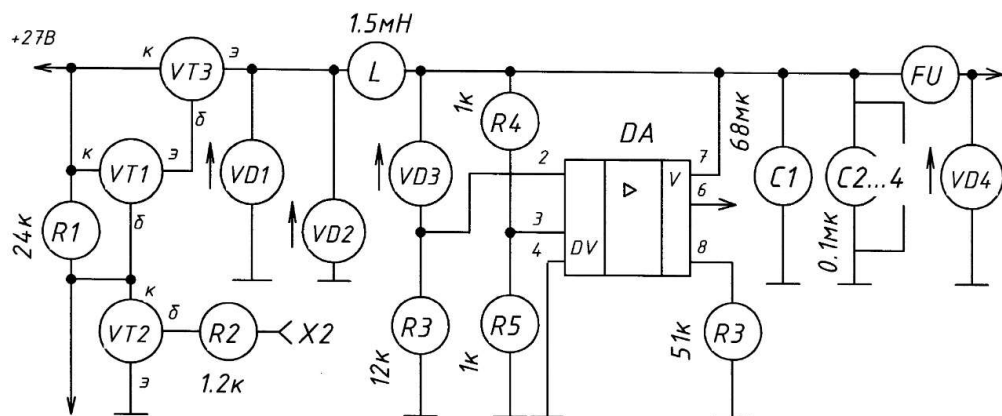 +27В
к
VT3
э
1.5мН
L
FU
б
1к
R4
DA
68мк
к
VT1
э
VD1
VD2
VD3
2
7
V
6
C1
C2...4
VD4
24к
R1
б
3
4
DV
8
0.1мк
к
VT2
б
R2
X2
R3
R5
R3
э
1.2к
12к
1к
51к